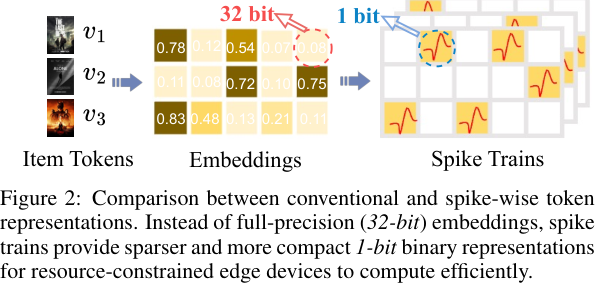 32 bit
1 bit
v1
0.78 0.12 0.54 0.07 0.08
v2
0.11 0.08 0.72 0.10 0.75
v3
0.83 0.48 0.13 0.21 0.11
Item Tokens
Embeddings
Spike Trains
Figure 2: Comparison between conventional and spike-wise token
representations. Instead of full-precision (32-bit) embeddings, spike
trains provide sparser and more compact 1-bit binary representations
for resource-constrained edge devices to compute efficiently.